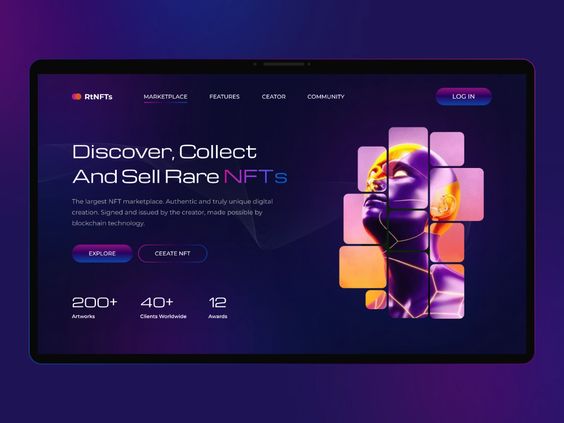 RtNFTs
MARKETPLACE
FEATURES
CEATOR
COMMUNITY
LOG IN
Discover, Collect
And Sell Rare NFTs
The largest NFT marketplace. Authentic and truly unique digital
creation. Signed and issued by the creator, made possible by
blockchain technology.
EXPLORE
CEEATE NFT
200+
Artworks
40+
Clients Worldwide
12
Awards